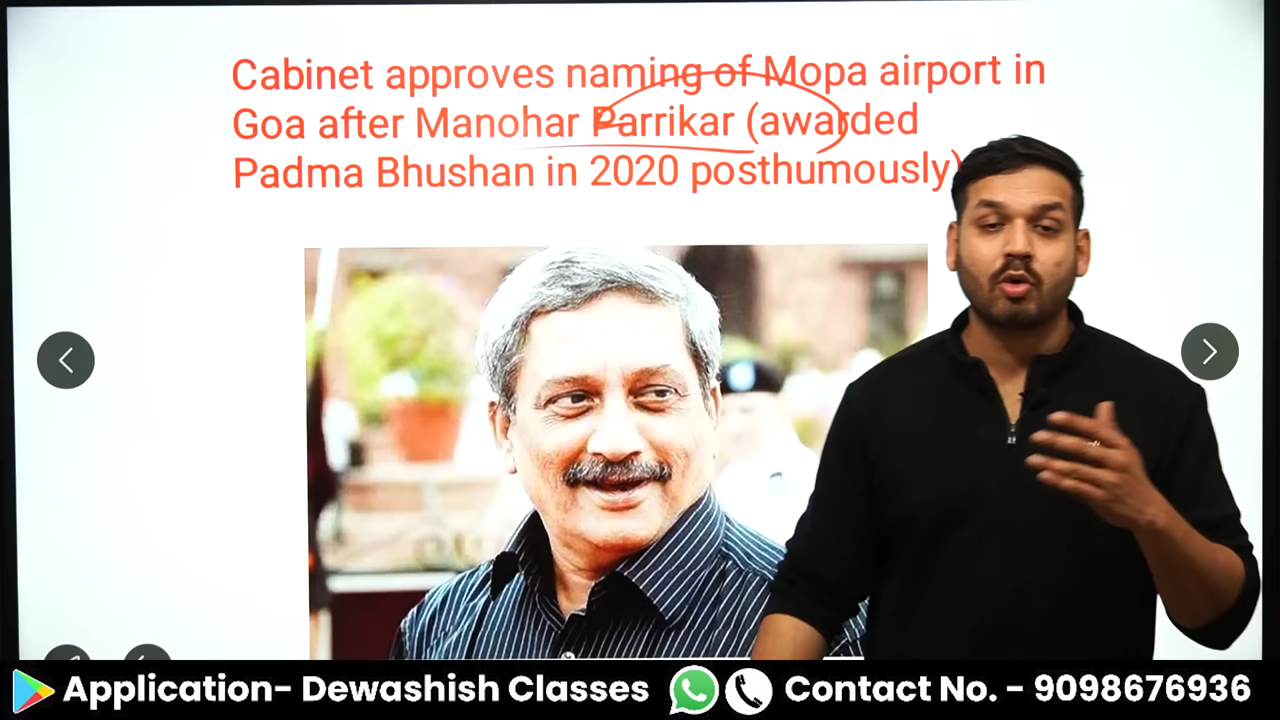 Cabinet approves naming of Mopa airport in
Goa after Manohar Parrikar (awarded
Padma Bhushan in 2020 posthumously)
Application- Dewashish Classes
Contact No. - 9098676936